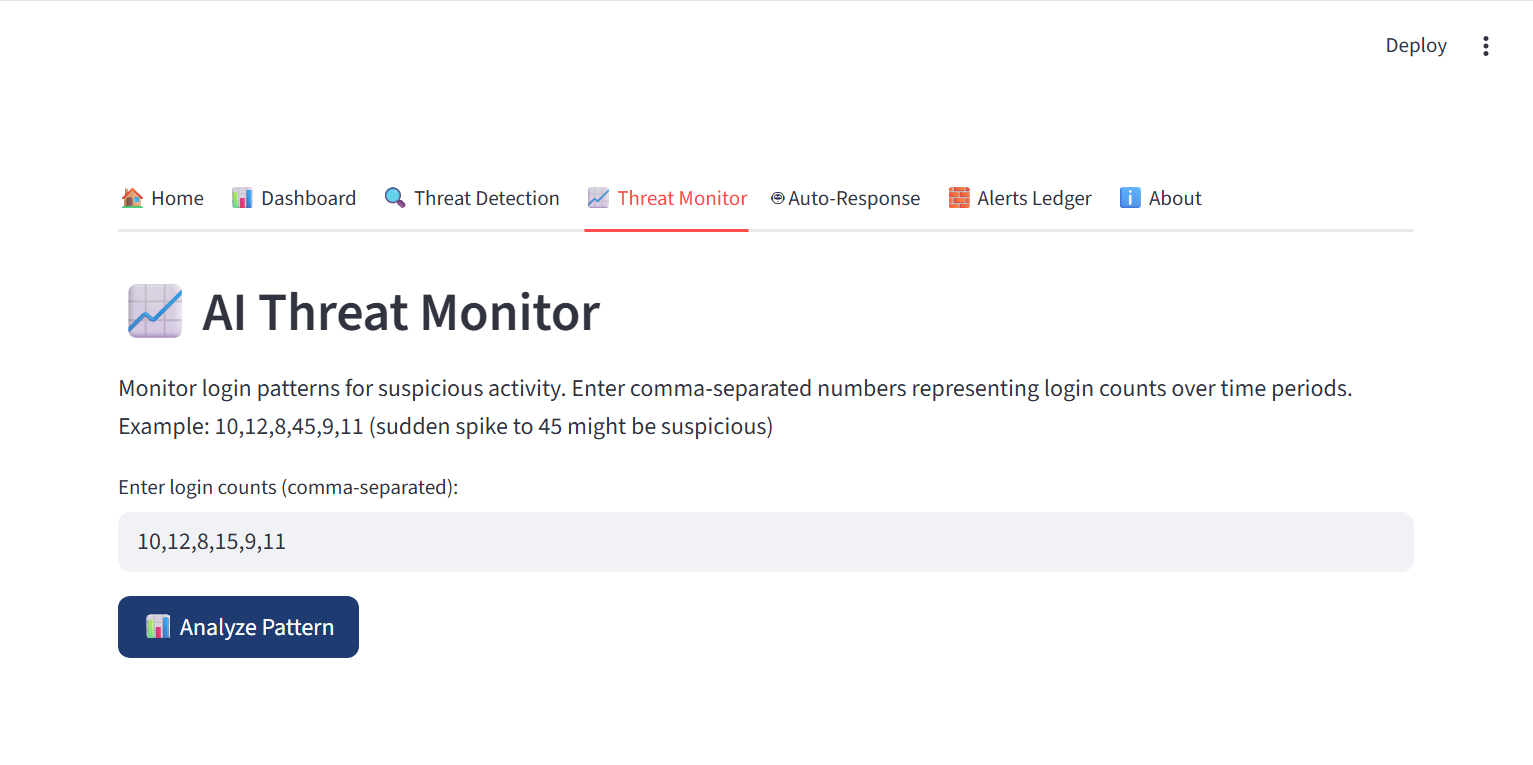 Deploy
Home Dashboard Threat Detection Threat Monitor Auto-Response Alerts Ledger About
AI Threat Monitor
Monitor login patterns for suspicious activity. Enter comma-separated numbers representing login counts over time periods.
Example: 10,12,8,45,9,11 (sudden spike to 45 might be suspicious)
Enter login counts (comma-separated):
10,12,8,15,9,11
Analyze Pattern